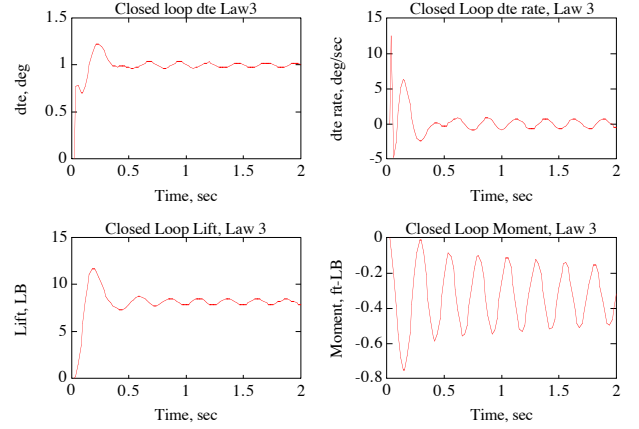 Closed loop dte Law3
1.5
1
0.5
0
dte, deg
0 0.5 1 1.5 2
Time, sec
Closed Loop dte rate, Law 3
15
10
5
0
-5
dte rate, deg/sec
0 0.5 1 1.5 2
Time, sec
Closed Loop Lift, Law 3
15
10
5
0
Lift, LB
0 0.5 1 1.5 2
Time, sec
Closed Loop Moment, Law 3
0
-0.2
-0.4
-0.6
-0.8
Moment, ft-LB
0 0.5 1 1.5 2
Time, sec